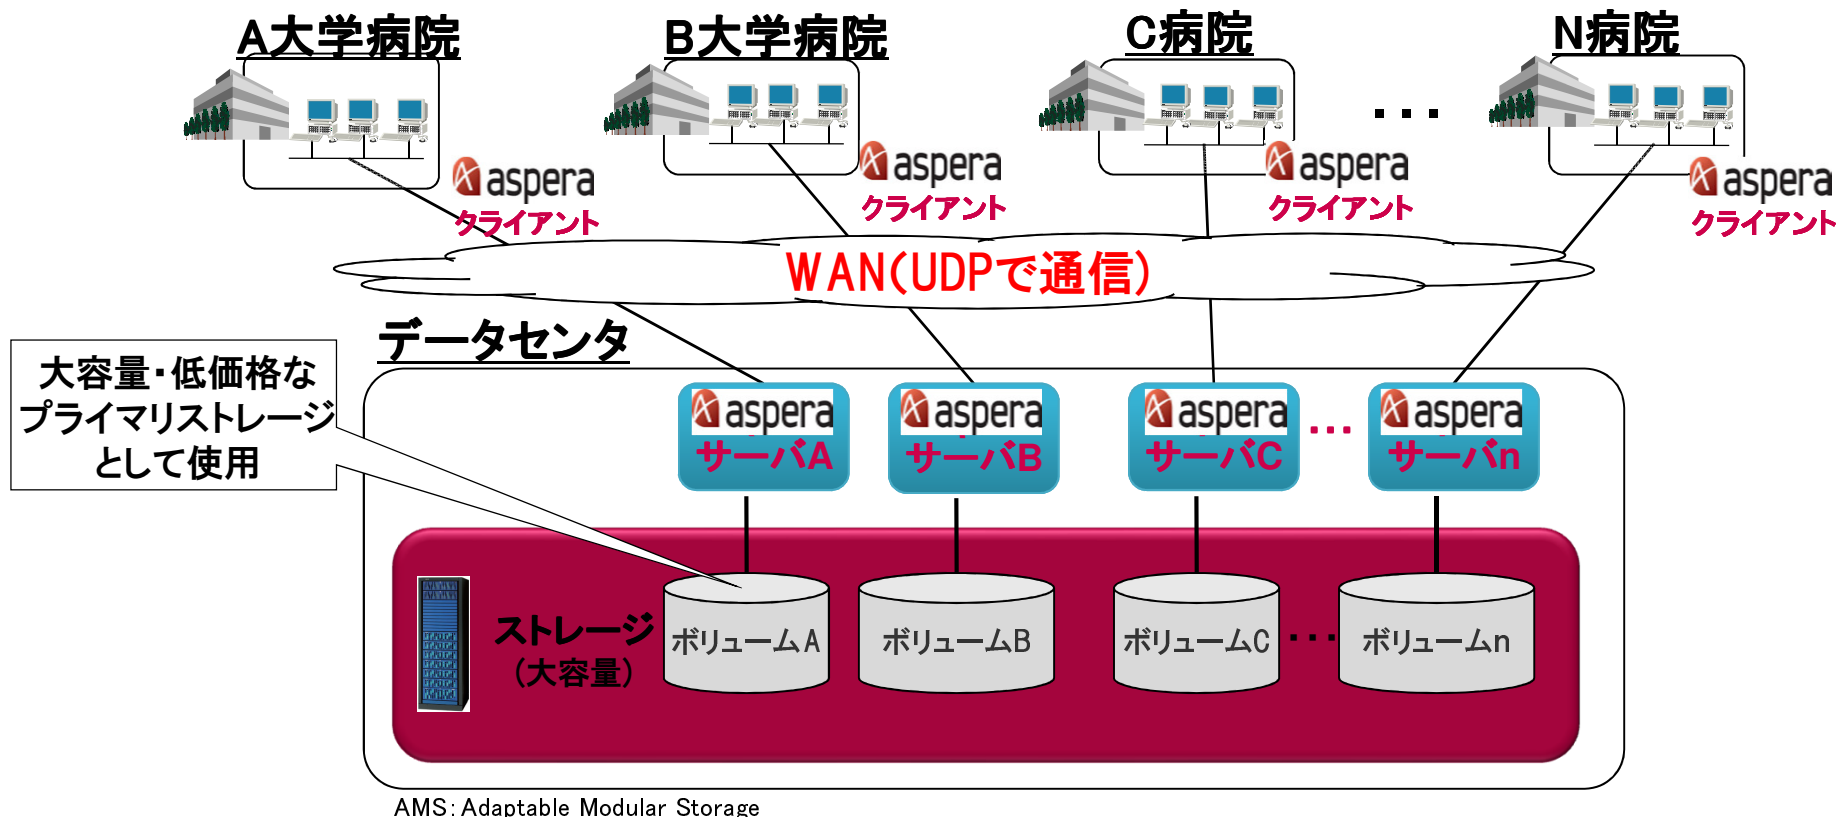 A大学病院
B大学病院
C病院
N病院
...
aspera
クライアント
aspera
クライアント
aspera
クライアント
aspera
クライアント
WAN(UDPで通信)
データセンタ
大容量・低価格な
プライマリストレージ
として使用
aspera
サーバA
aspera
サーバB
aspera
サーバC
...
aspera
サーバn
ストレージ
(大容量)
ボリュームA
ボリュームB
ボリュームC
...
ボリュームn
AMS:Adaptable Modular Storage